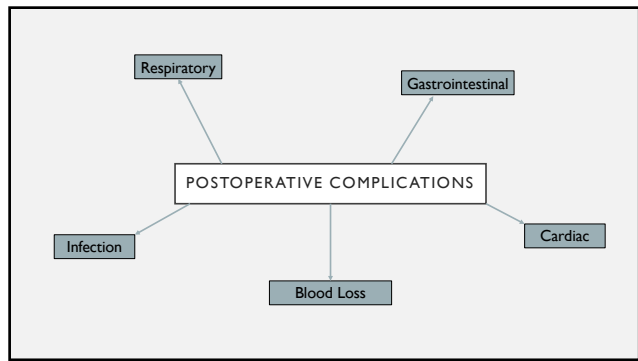 Respiratory
Gastrointestinal
POSTOPERATIVE COMPLICATIONS
Infection
Cardiac
Blood Loss